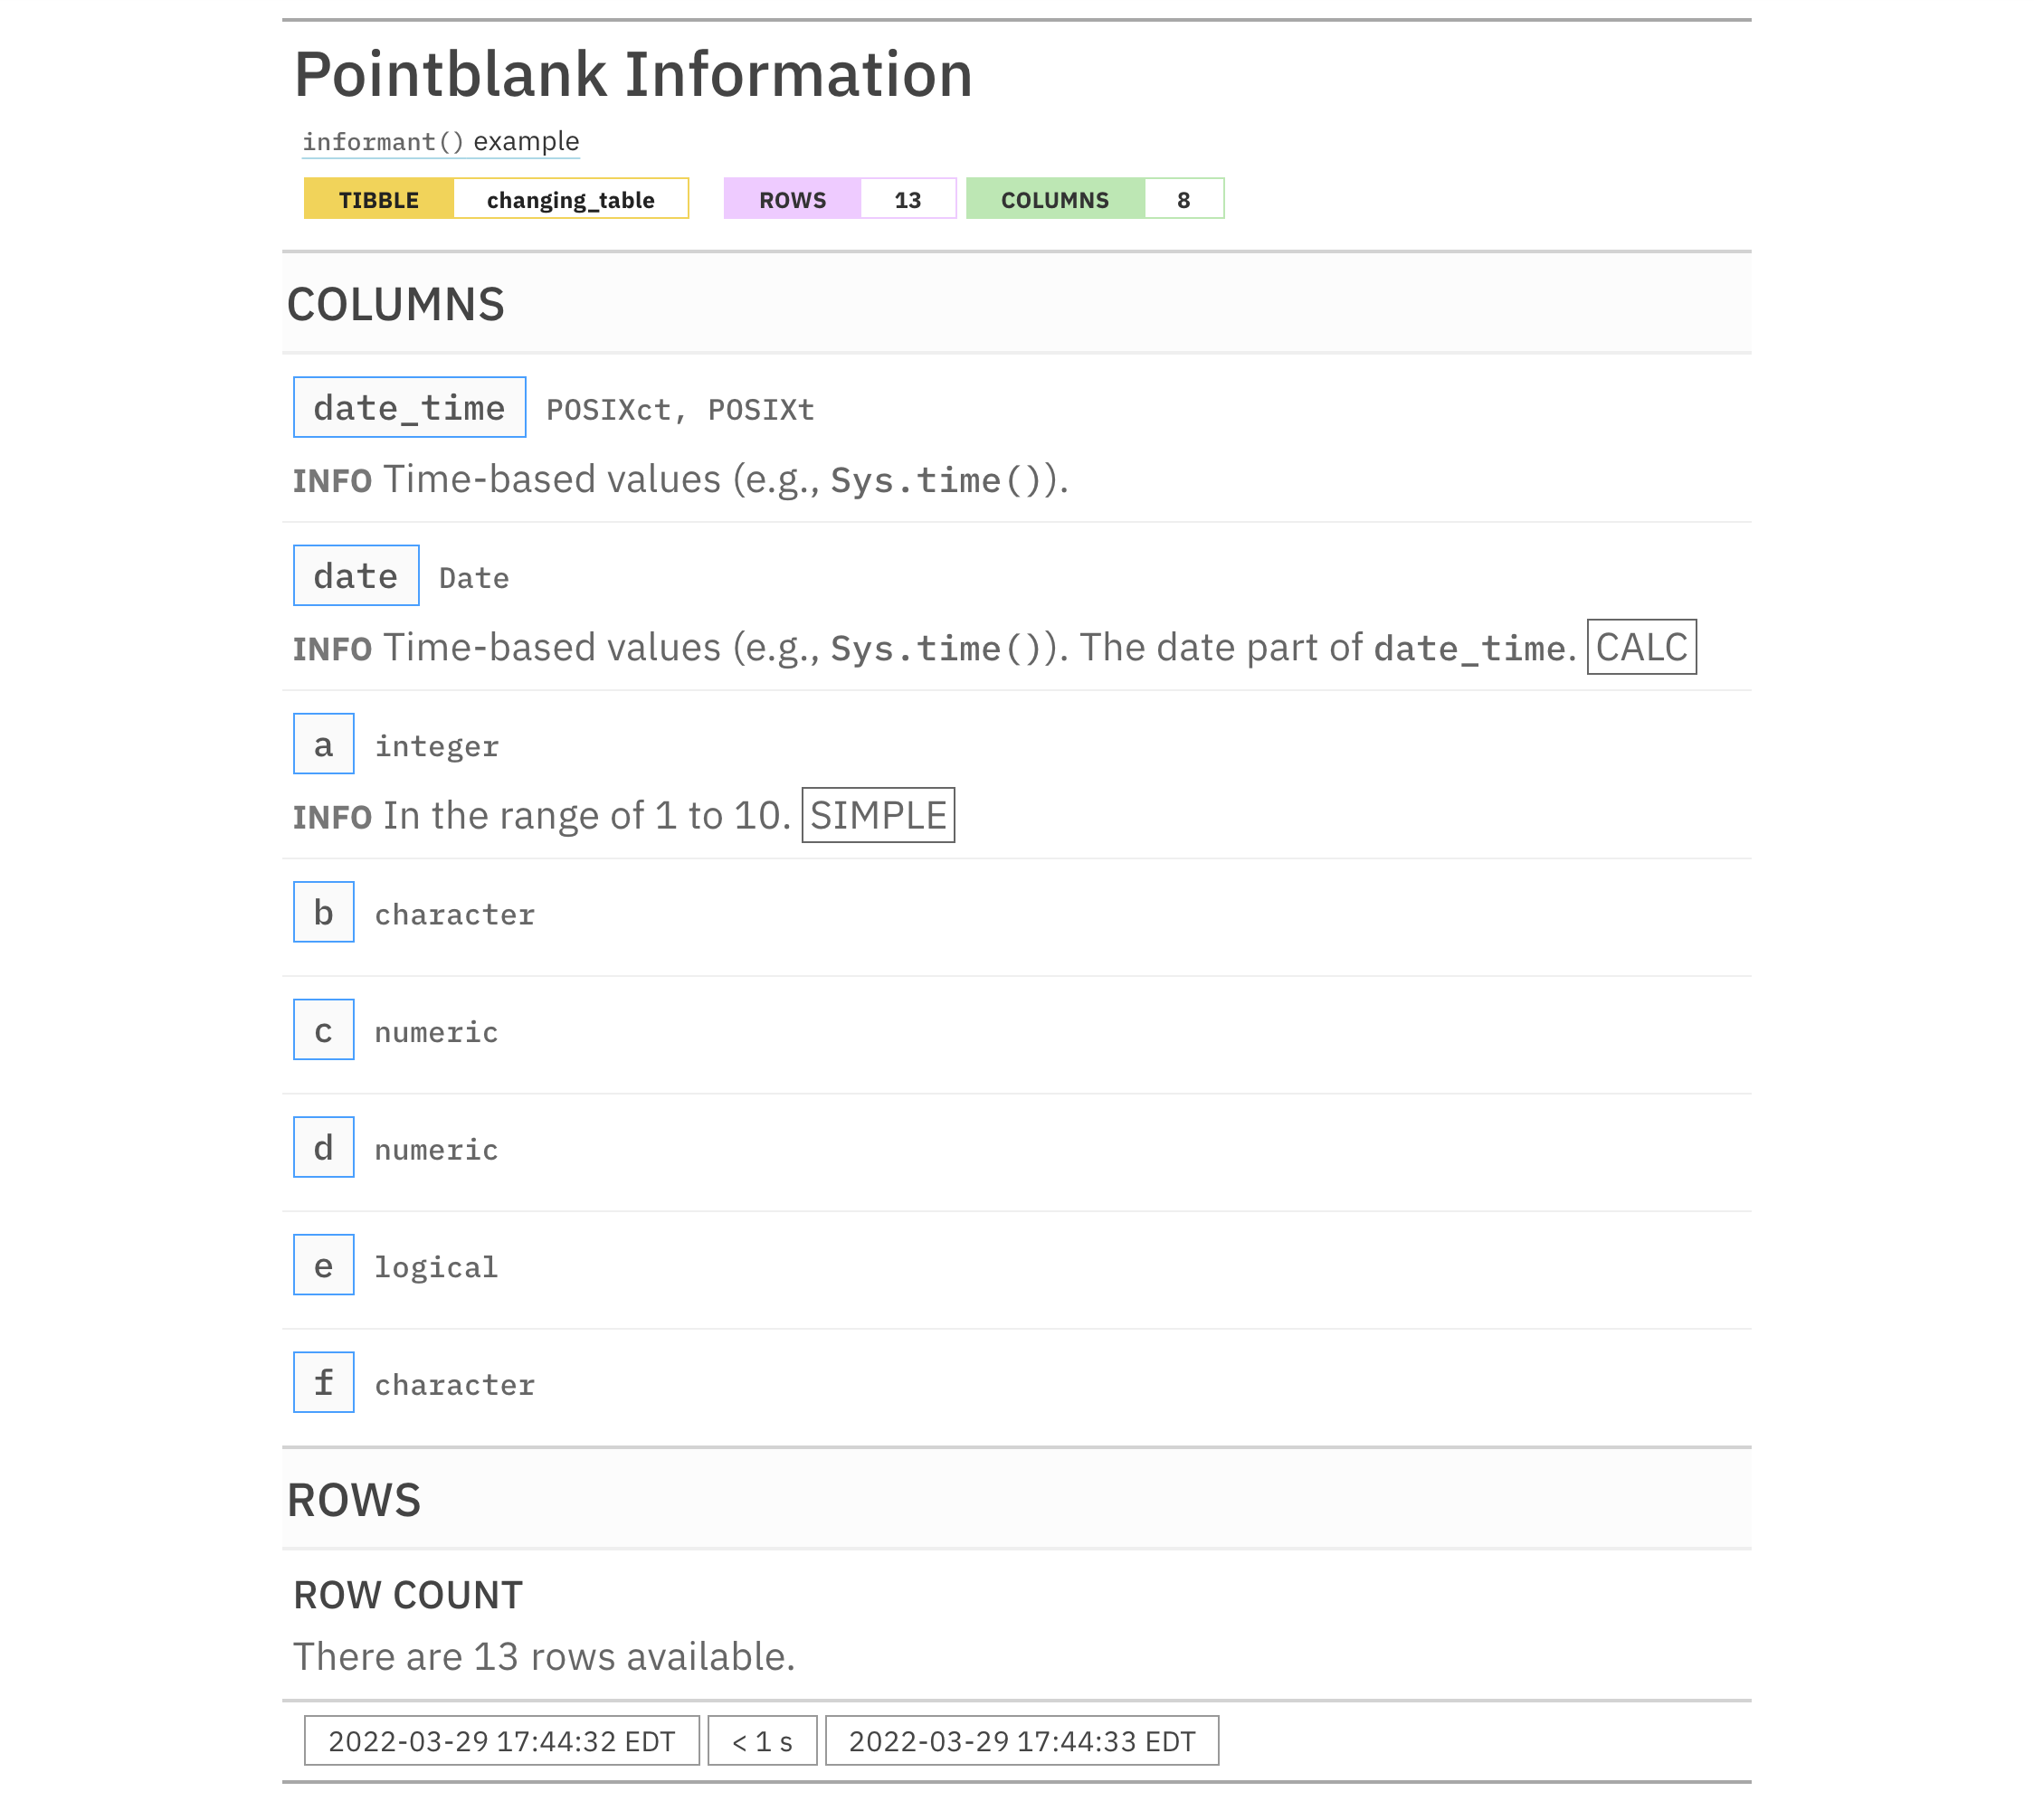 Pointblank Information
informant() example
TIBBLE changing_table ROWS 13 COLUMNS 8
COLUMNS
date_time POSIXct, POSIXt
INFO Time-based values (e.g., Sys.time()).
date Date
INFO Time-based values (e.g., Sys.time()). The date part of date_time. CALC
a integer
INFO In the range of 1 to 10. SIMPLE
b character
c numeric
d numeric
e logical
f character
ROWS
ROW COUNT
There are 13 rows available.
2022-03-29 17:44:32 EDT < 1 s 2022-03-29 17:44:33 EDT